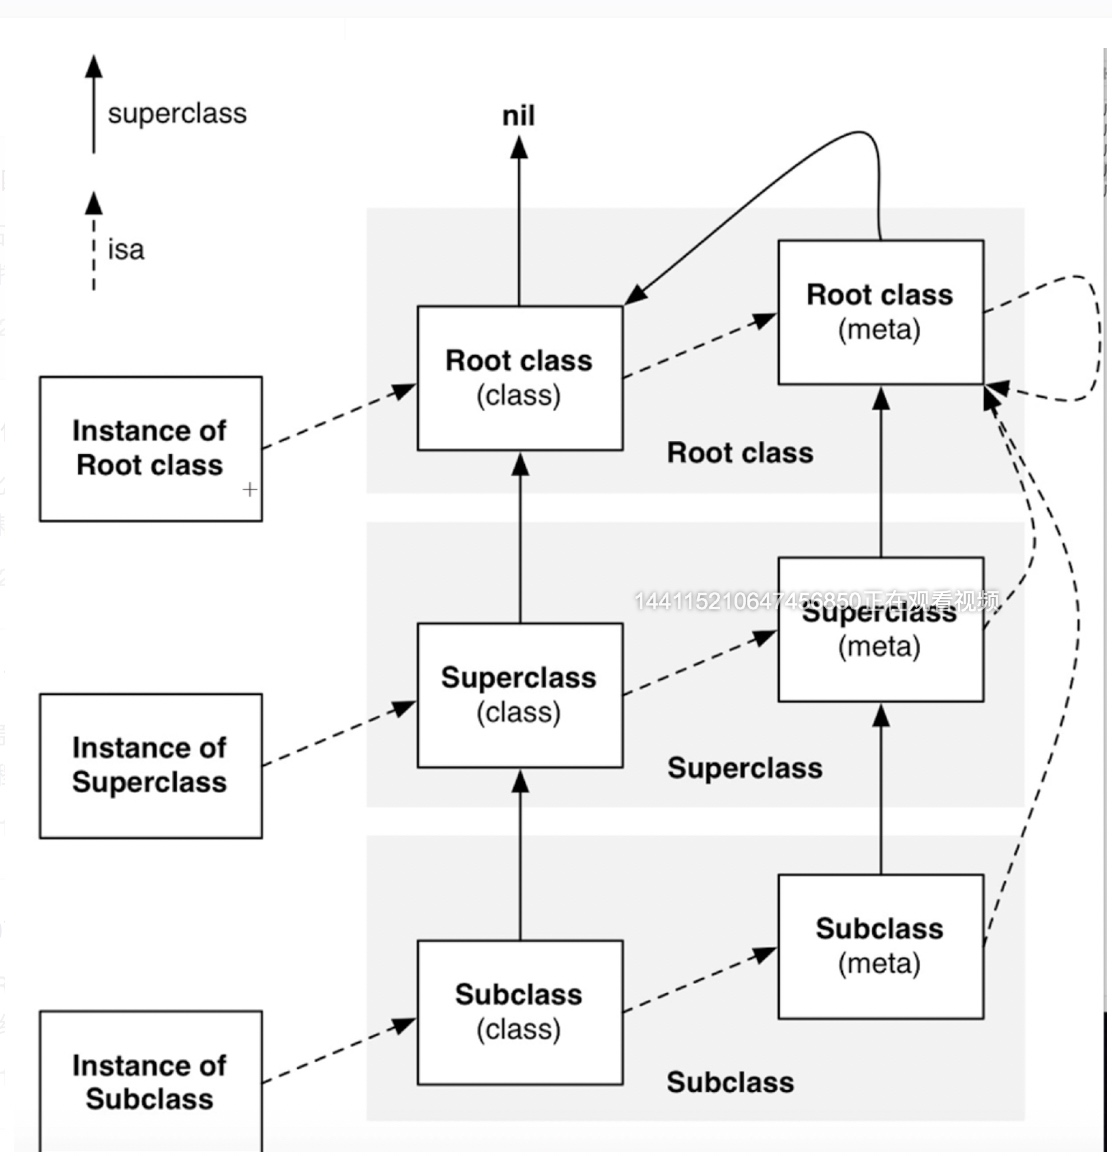 superclass
nil
isa
Root class
(meta)
Root class
(class)
Instance of
Root class
Root class
144115210647456850正在观看视频
Superclass
(meta)
Superclass
(class)
Instance of
Superclass
Superclass
Subclass
(meta)
Subclass
(class)
Instance of
Subclass
Subclass